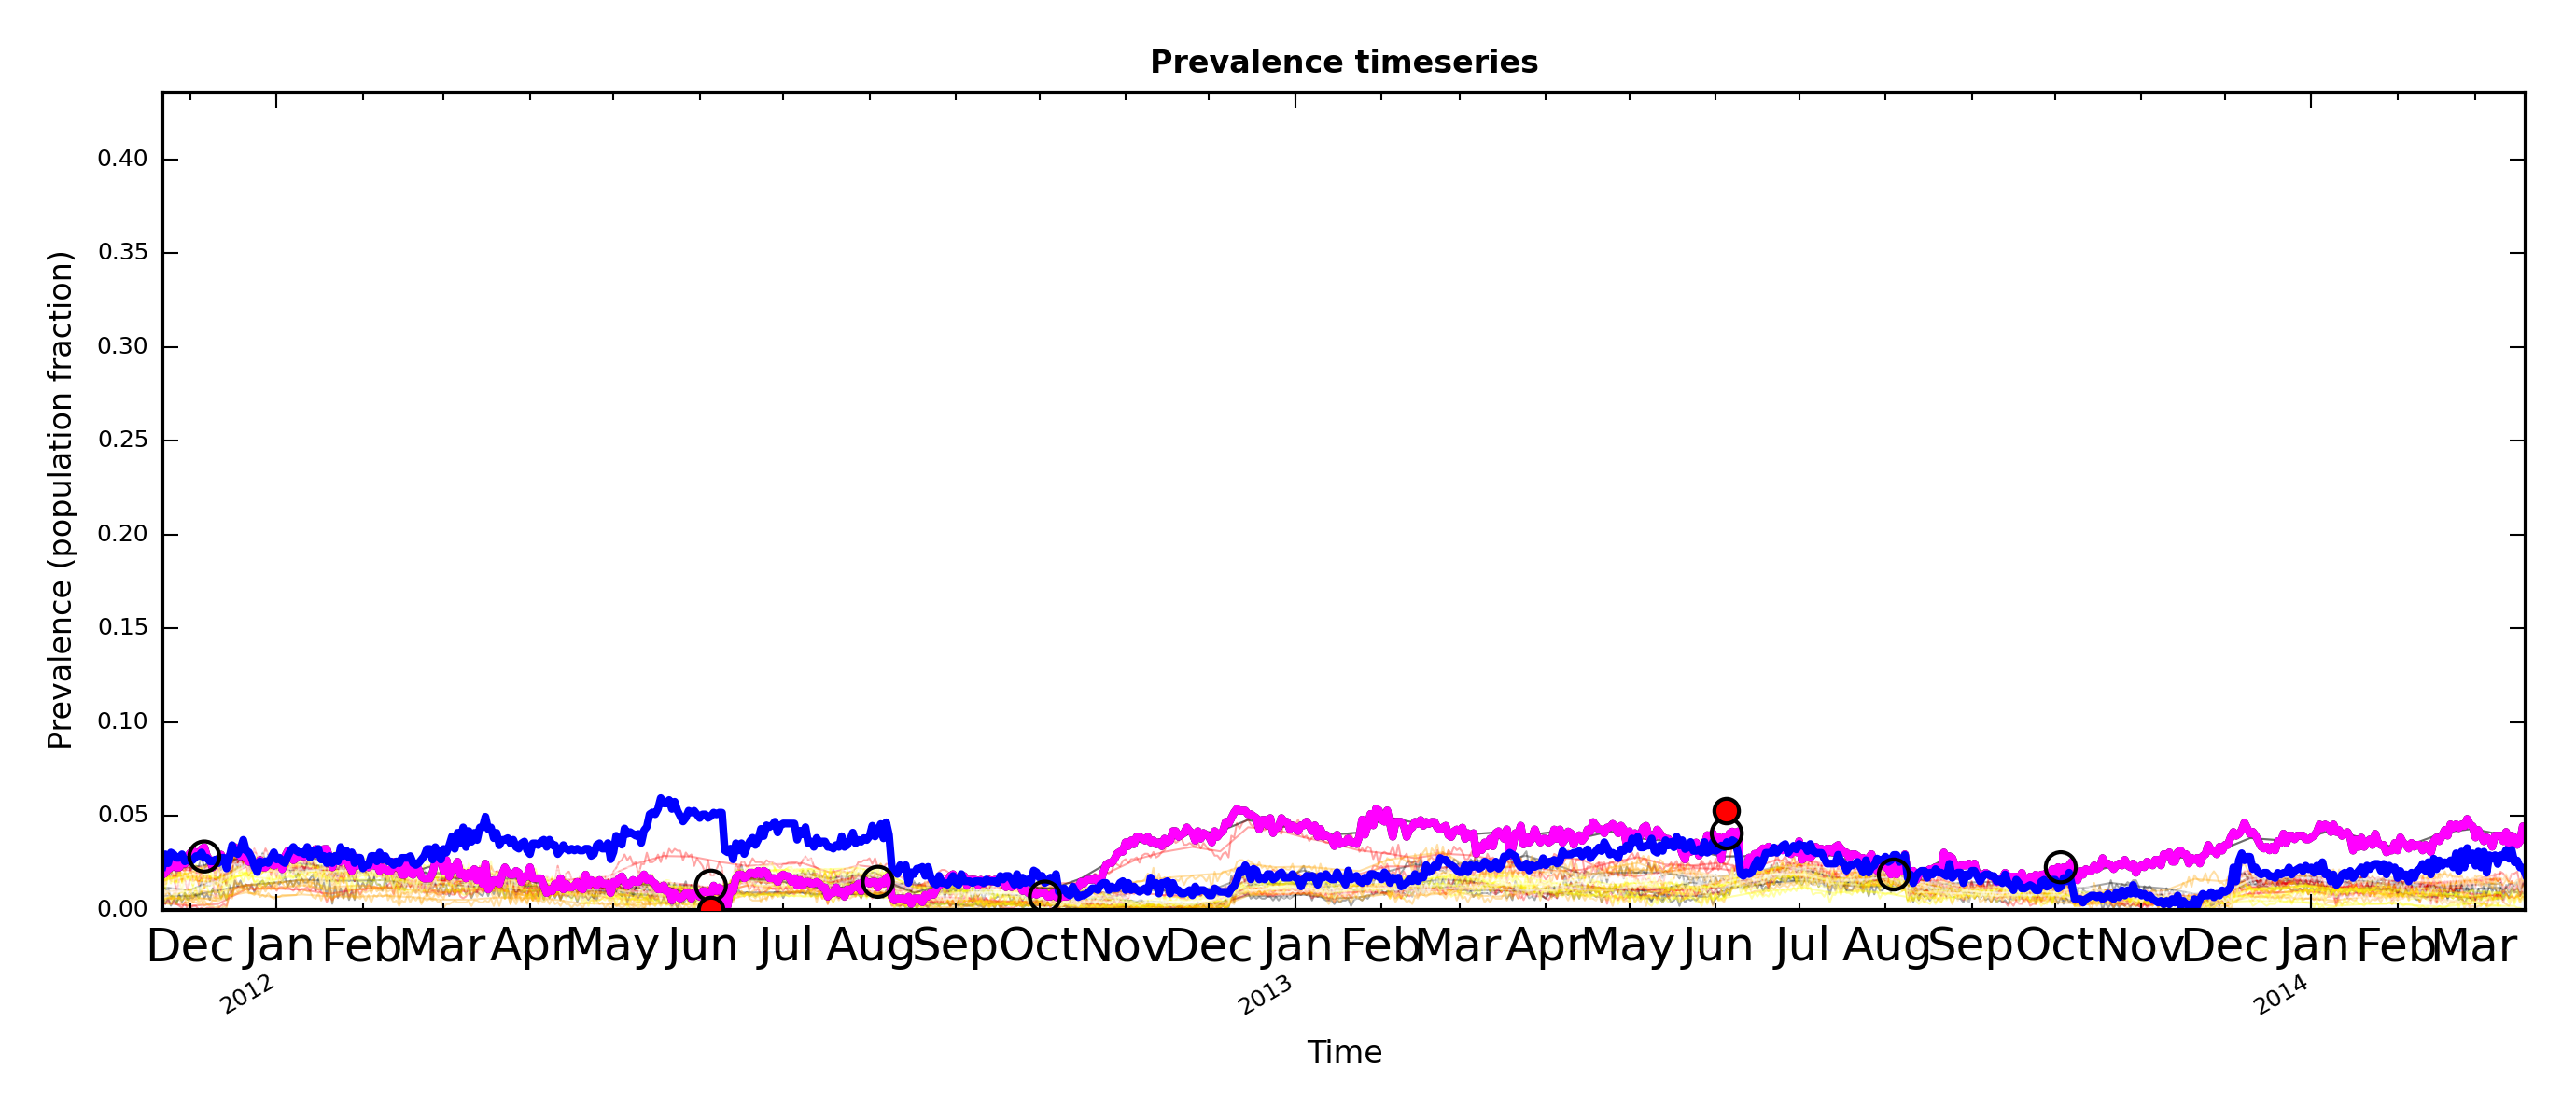 Prevalence timeseries
Prevalence (population fraction)
0.40
0.35
0.30
0.25
0.20
0.15
0.10
0.05
0.00
Dec Jan Feb Mar Apr May Jun Jul Aug Sep Oct Nov Dec Jan Feb Mar Apr May Jun Jul Aug Sep Oct Nov Dec Jan Feb Mar
2012 2013 2014
Time